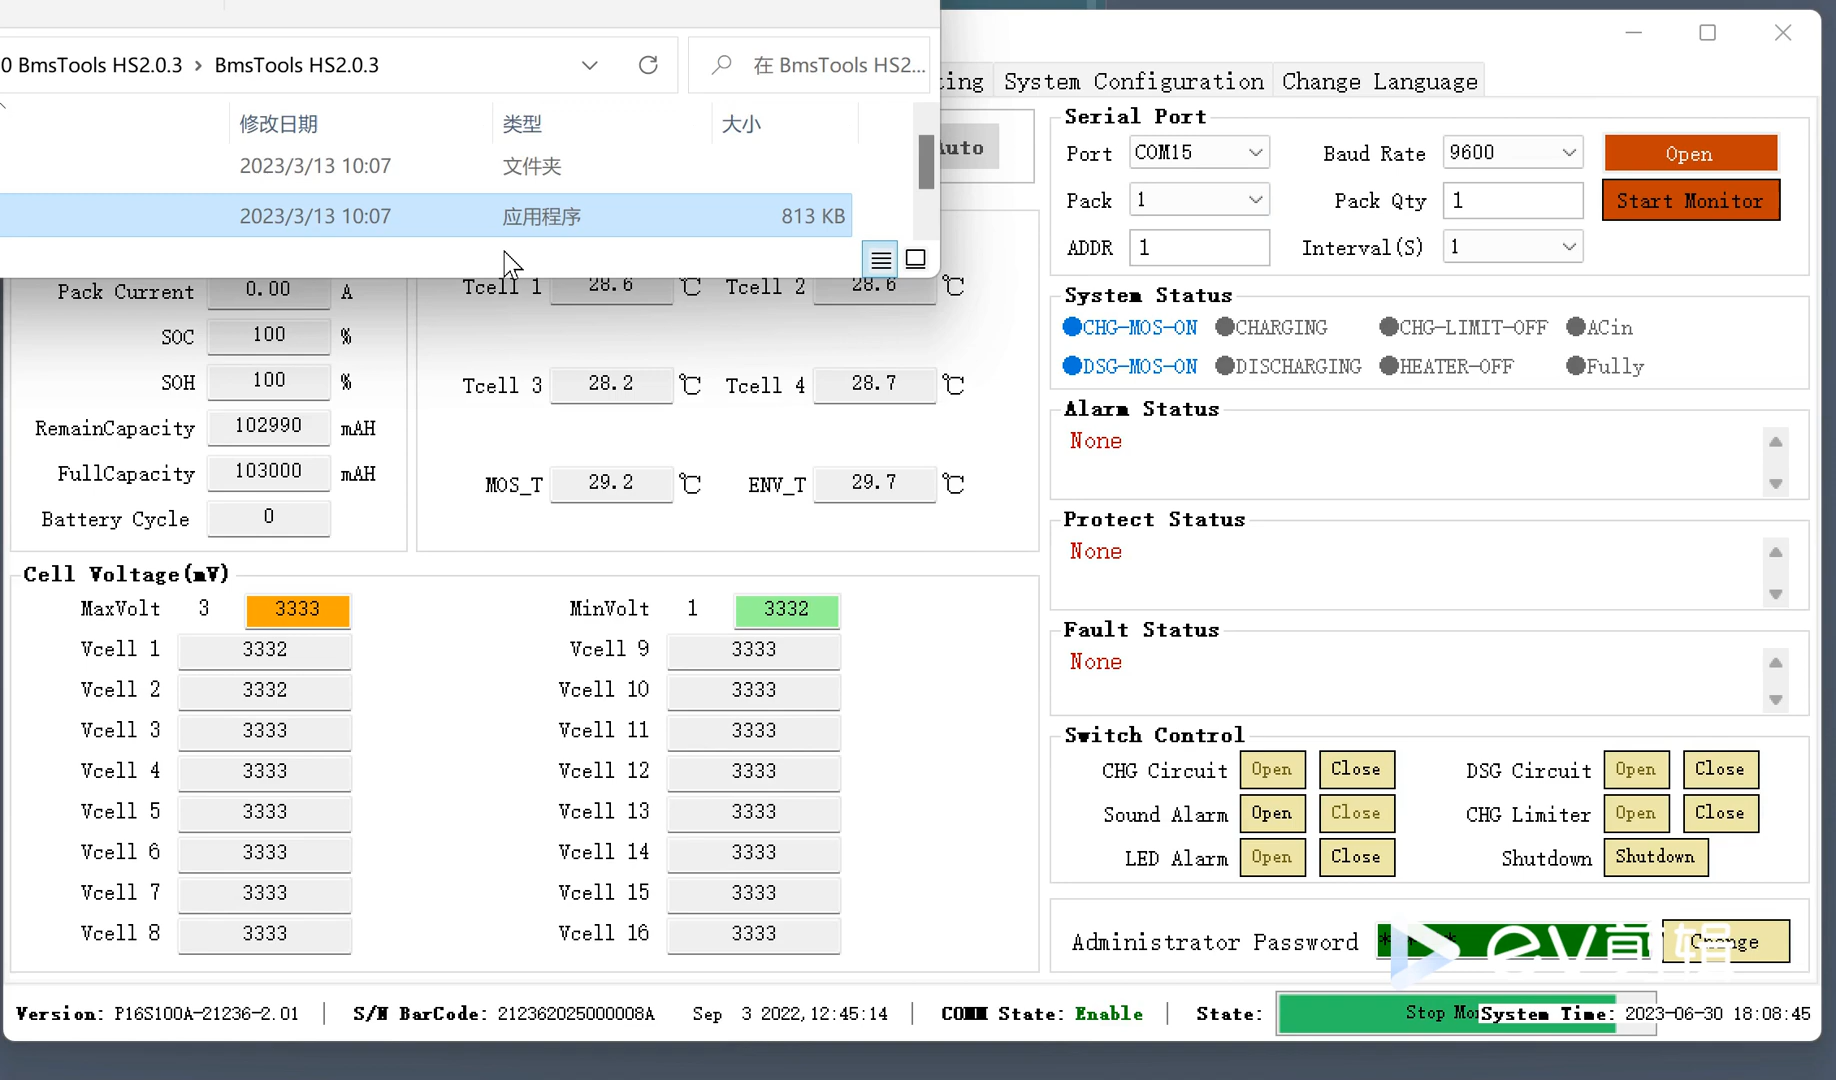 0 BmsTools HS2.0.3 › BmsTools HS2.0.3
在 BmsTools HS2...
修改日期 类型 大小
2023/3/13 10:07 文件夹
2023/3/13 10:07 应用程序 813 KB
System Configuration Change Language
Auto
Serial Port
Port COM15 Baud Rate 9600 Open
Pack 1 Pack Qty 1 Start Monitor
ADDR 1 Interval(S) 1
System Status
CHG-MOS-ON CHARGING CHG-LIMIT-OFF ACin
DSG-MOS-ON DISCHARGING HEATER-OFF Fully
Alarm Status
None
Protect Status
None
Fault Status
None
Switch Control
CHG Circuit Open Close DSG Circuit Open Close
Sound Alarm Open Close CHG Limiter Open Close
LED Alarm Open Close Shutdown Shutdown
Administrator Password Change
ev剪辑
Pack Current 0.00 A
SOC 100 %
SOH 100 %
RemainCapacity 102990 mAH
FullCapacity 103000 mAH
Battery Cycle 0
Tcell 1 28.6 ℃ Tcell 2 28.6 ℃
Tcell 3 28.2 ℃ Tcell 4 28.7 ℃
MOS_T 29.2 ℃ ENV_T 29.7 ℃
Cell Voltage(mV)
MaxVolt 3 3333 MinVolt 1 3332
Vcell 1 3332 Vcell 9 3333
Vcell 2 3332 Vcell 10 3333
Vcell 3 3333 Vcell 11 3333
Vcell 4 3333 Vcell 12 3333
Vcell 5 3333 Vcell 13 3333
Vcell 6 3333 Vcell 14 3333
Vcell 7 3333 Vcell 15 3333
Vcell 8 3333 Vcell 16 3333
Version: P16S100A-21236-2.01 | S/N BarCode: 212362025000008A Sep 3 2022,12:45:14 | COMM State: Enable | State: Stop System Time: 2023-06-30 18:08:45